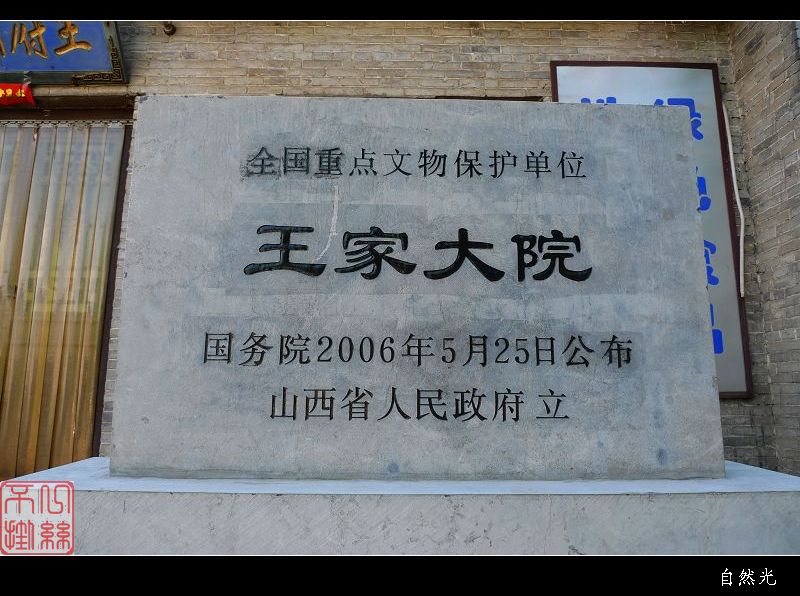 全国重点文物保护单位
王家大院
国务院2006年5月25日公布
山西省人民政府 立
自然光